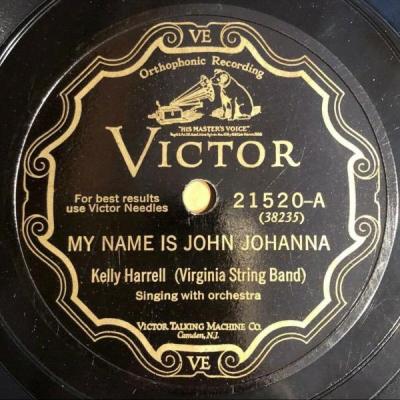 VE
Orthophonic Recording
"HIS MASTER'S VOICE"
VICTOR
For best results
use Victor Needles
21520-A
(38235)
MY NAME IS JOHN JOHANNA
Kelly Harrell (Virginia String Band)
Singing with orchestra
VICTOR TALKING MACHINE CO.
Camden, N.J.
VE